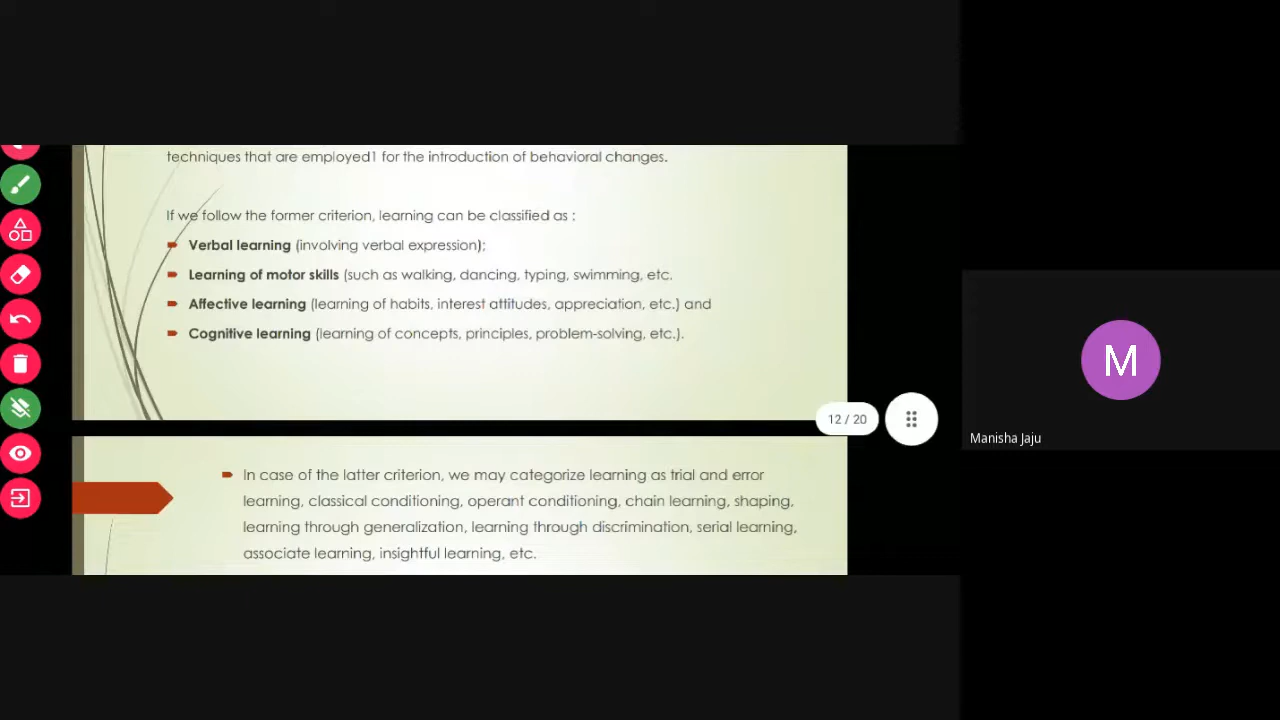 techniques that are employed1 for the introduction of behavioral changes.
If we follow the former criterion, learning can be classified as :
Verbal learning (involving verbal expression);
Learning of motor skills (such as walking, dancing, typing, swimming, etc.
Affective learning (learning of habits, interest attitudes, appreciation, etc.) and
Cognitive learning (learning of concepts, principles, problem-solving, etc.).
12 / 20
M
Manisha Jaju
In case of the latter criterion, we may categorize learning as trial and error
learning, classical conditioning, operant conditioning, chain learning, shaping,
learning through generalization, learning through discrimination, serial learning,
associate learning, insightful learning, etc.